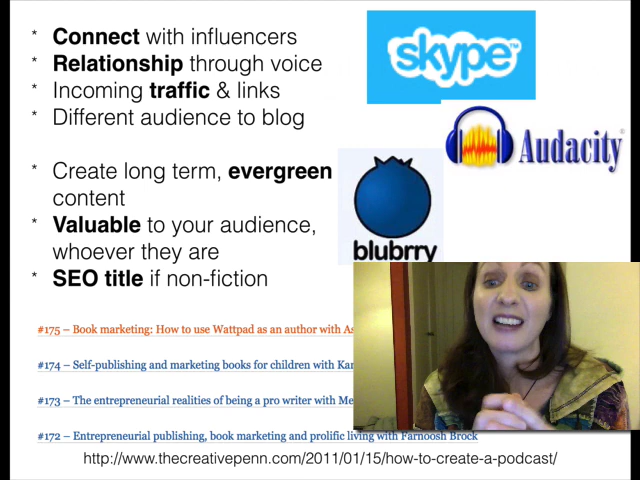 * Connect with influencers
* Relationship through voice
* Incoming traffic & links
* Different audience to blog
skype™
Audacity
* Create long term, evergreen
content
* Valuable to your audience,
whoever they are
* SEO title if non-fiction
blubrry
#175 – Book marketing: How to use Wattpad as an author with
#174 – Self-publishing and marketing books for children with
#173 – The entrepreneurial realities of being a pro writer with
#172 – Entrepreneurial publishing, book marketing and prolific living with Farnoosh Brock
http://www.thecreativepenn.com/2011/01/15/how-to-create-a-podcast/